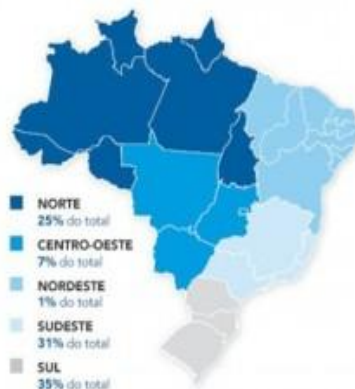 NORTE
25% do total
CENTRO-OESTE
7% do total
NORDESTE
1% do total
SUDESTE
31% do total
SUL
35% do total